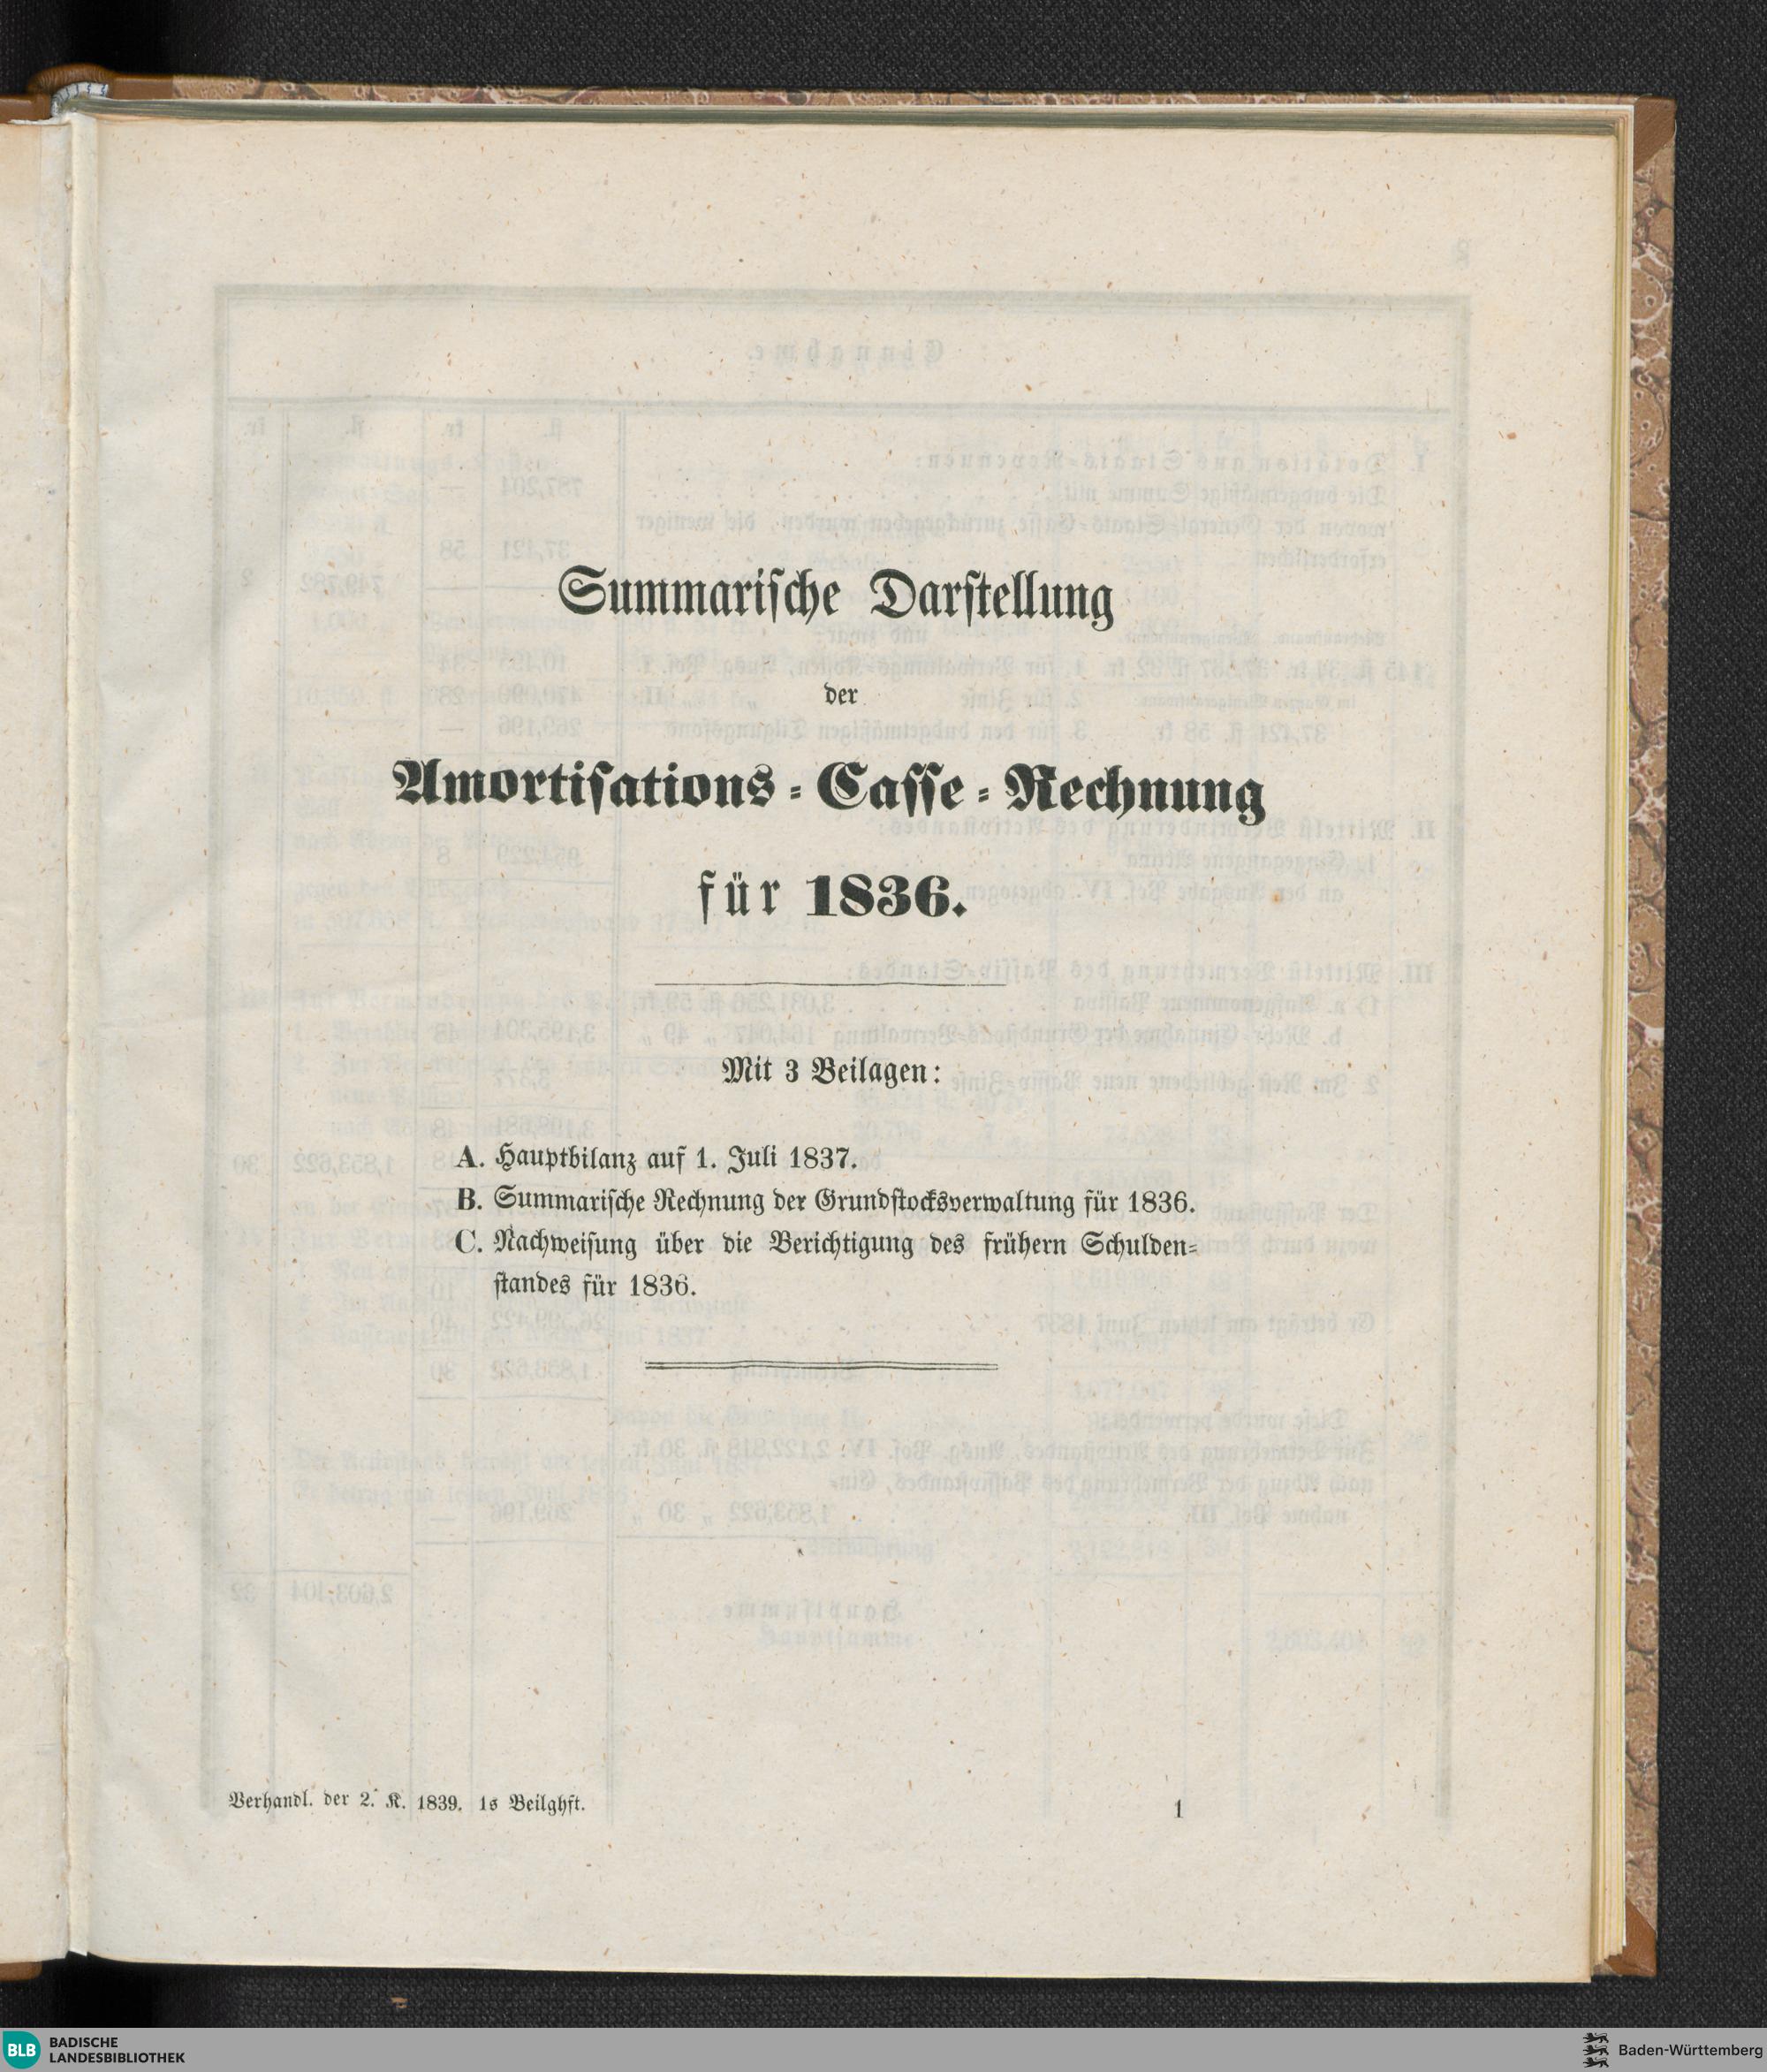 Summarische Darstellung
der
Amortisations-Casse-Rechnung
für 1836.
Mit 3 Beilagen:
A. Hauptbilanz auf 1. Juli 1837.
B. Summarische Rechnung der Grundstocksverwaltung für 1836.
C. Nachweisung über die Berichtigung des frühern Schulden-
standes für 1836.
Verhandl. der 2. K. 1839. 1s Beilghft.
1
BLB
BADISCHE
LANDESBIBLIOTHEK
Baden-Württemberg